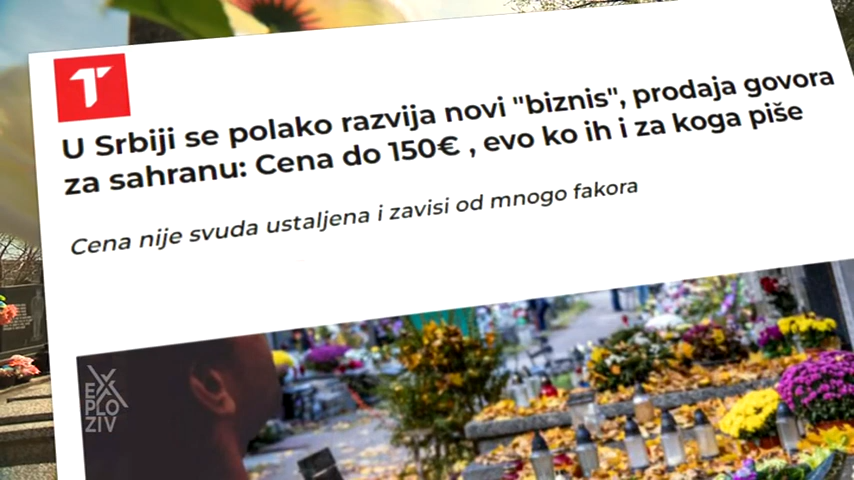 U Srbiji se polako razvija novi "biznis", prodaja govora
za sahranu: Cena do 150€ , evo ko ih i za koga piše
Cena nije svuda ustaljena i zavisi od mnogo fakora
EX
PLO
ZIV